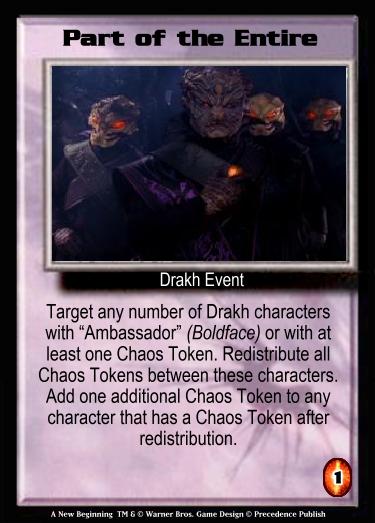 Part of the Entire
Drakh Event
Target any number of Drakh characters
with “Ambassador” (Boldface) or with at
least one Chaos Token. Redistribute all
Chaos Tokens between these characters.
Add one additional Chaos Token to any
character that has a Chaos Token after
redistribution.
1
A New Beginning TM & © Warner Bros. Game Design © Precedence Publish